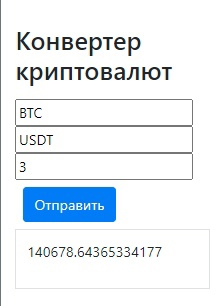 Конвертер
криптовалют
BTC
USDT
3
Отправить
140678.64365334177